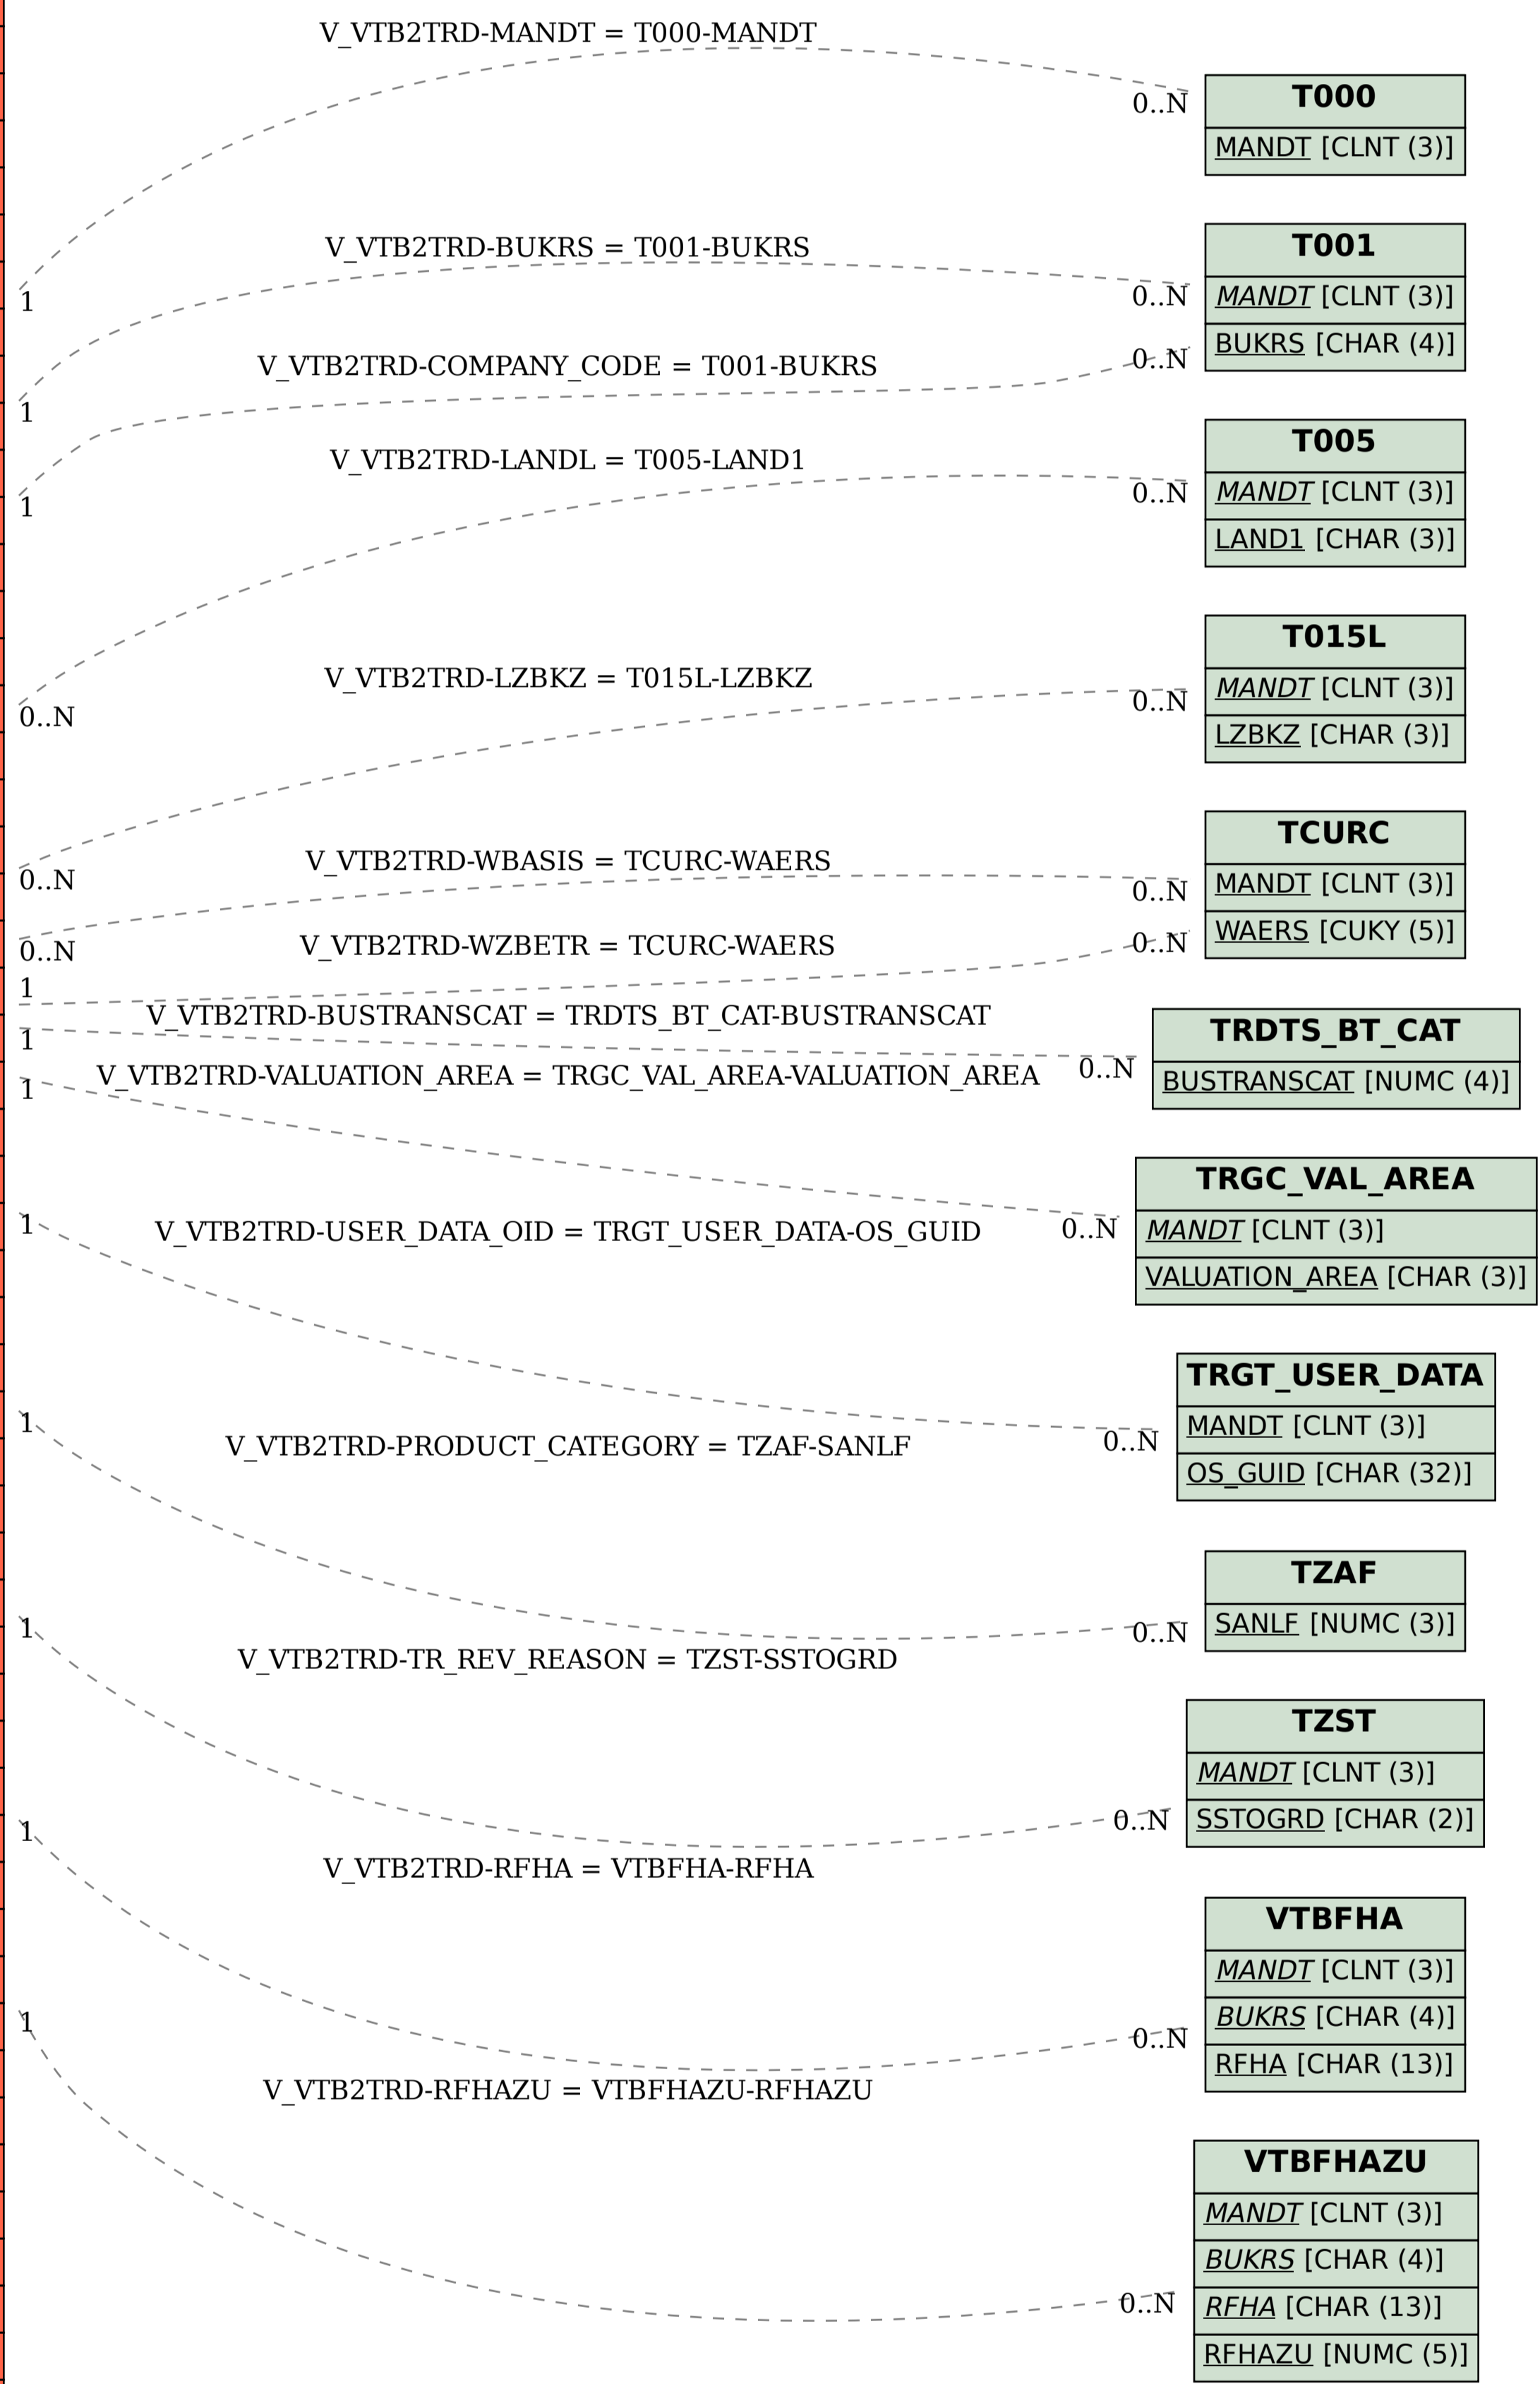 V_VTB2TRD-MANDT = T000-MANDT
0..N
T000
MANDT [CLNT (3)]
1
V_VTB2TRD-BUKRS = T001-BUKRS
0..N
T001
MANDT [CLNT (3)]
BUKRS [CHAR (4)]
1
V_VTB2TRD-COMPANY_CODE = T001-BUKRS
0..N
1
V_VTB2TRD-LANDL = T005-LAND1
0..N
T005
MANDT [CLNT (3)]
LAND1 [CHAR (3)]
0..N
V_VTB2TRD-LZBKZ = T015L-LZBKZ
0..N
T015L
MANDT [CLNT (3)]
LZBKZ [CHAR (3)]
0..N
V_VTB2TRD-WBASIS = TCURC-WAERS
0..N
TCURC
MANDT [CLNT (3)]
WAERS [CUKY (5)]
0..N
V_VTB2TRD-WZBETR = TCURC-WAERS
0..N
1
V_VTB2TRD-BUSTRANSCAT = TRDTS_BT_CAT-BUSTRANSCAT
1
0..N
TRDTS_BT_CAT
BUSTRANSCAT [NUMC (4)]
V_VTB2TRD-VALUATION_AREA = TRGC_VAL_AREA-VALUATION_AREA
1
0..N
TRGC_VAL_AREA
MANDT [CLNT (3)]
VALUATION_AREA [CHAR (3)]
1
V_VTB2TRD-USER_DATA_OID = TRGT_USER_DATA-OS_GUID
0..N
TRGT_USER_DATA
MANDT [CLNT (3)]
OS_GUID [CHAR (32)]
1
V_VTB2TRD-PRODUCT_CATEGORY = TZAF-SANLF
0..N
TZAF
SANLF [NUMC (3)]
1
V_VTB2TRD-TR_REV_REASON = TZST-SSTOGRD
0..N
TZST
MANDT [CLNT (3)]
SSTOGRD [CHAR (2)]
1
V_VTB2TRD-RFHA = VTBFHA-RFHA
0..N
VTBFHA
MANDT [CLNT (3)]
BUKRS [CHAR (4)]
RFHA [CHAR (13)]
1
V_VTB2TRD-RFHAZU = VTBFHAZU-RFHAZU
0..N
VTBFHAZU
MANDT [CLNT (3)]
BUKRS [CHAR (4)]
RFHA [CHAR (13)]
RFHAZU [NUMC (5)]